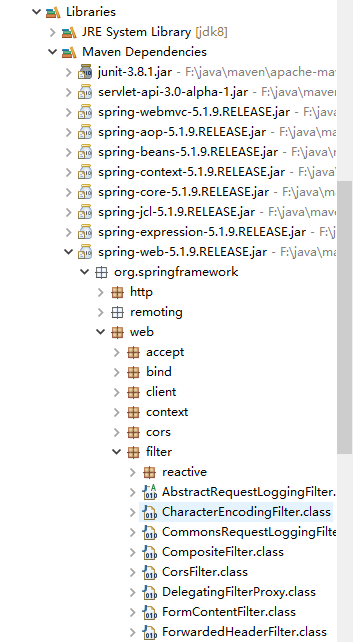 Libraries
JRE System Library [jdk8]
Maven Dependencies
junit-3.8.1.jar - F:\java\maven\apache-ma
servlet-api-3.0-alpha-1.jar - F:\java\mave
spring-webmvc-5.1.9.RELEASE.jar - F:\jav
spring-aop-5.1.9.RELEASE.jar - F:\java\ma
spring-beans-5.1.9.RELEASE.jar - F:\java\
spring-context-5.1.9.RELEASE.jar - F:\java
spring-core-5.1.9.RELEASE.jar - F:\java\m
spring-jcl-5.1.9.RELEASE.jar - F:\java\mav
spring-expression-5.1.9.RELEASE.jar - F:\j
spring-web-5.1.9.RELEASE.jar - F:\java\ma
org.springframework
http
remoting
web
accept
bind
client
context
cors
filter
reactive
AbstractRequestLoggingFilter.
CharacterEncodingFilter.class
CommonsRequestLoggingFilte
CompositeFilter.class
CorsFilter.class
DelegatingFilterProxy.class
FormContentFilter.class
ForwardedHeaderFilter.class